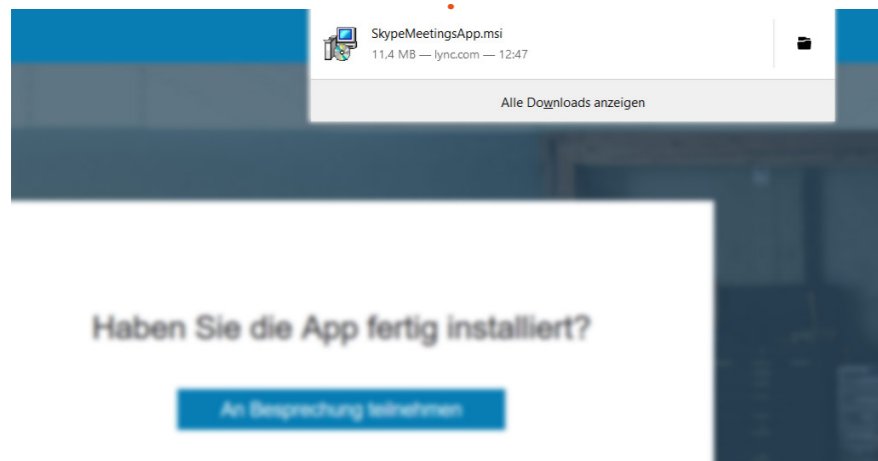 SkypeMeetingsApp.msi
11,4 MB — lync.com — 12:47
Alle Downloads anzeigen
Haben Sie die App fertig installiert?
An Besprechung teilnehmen